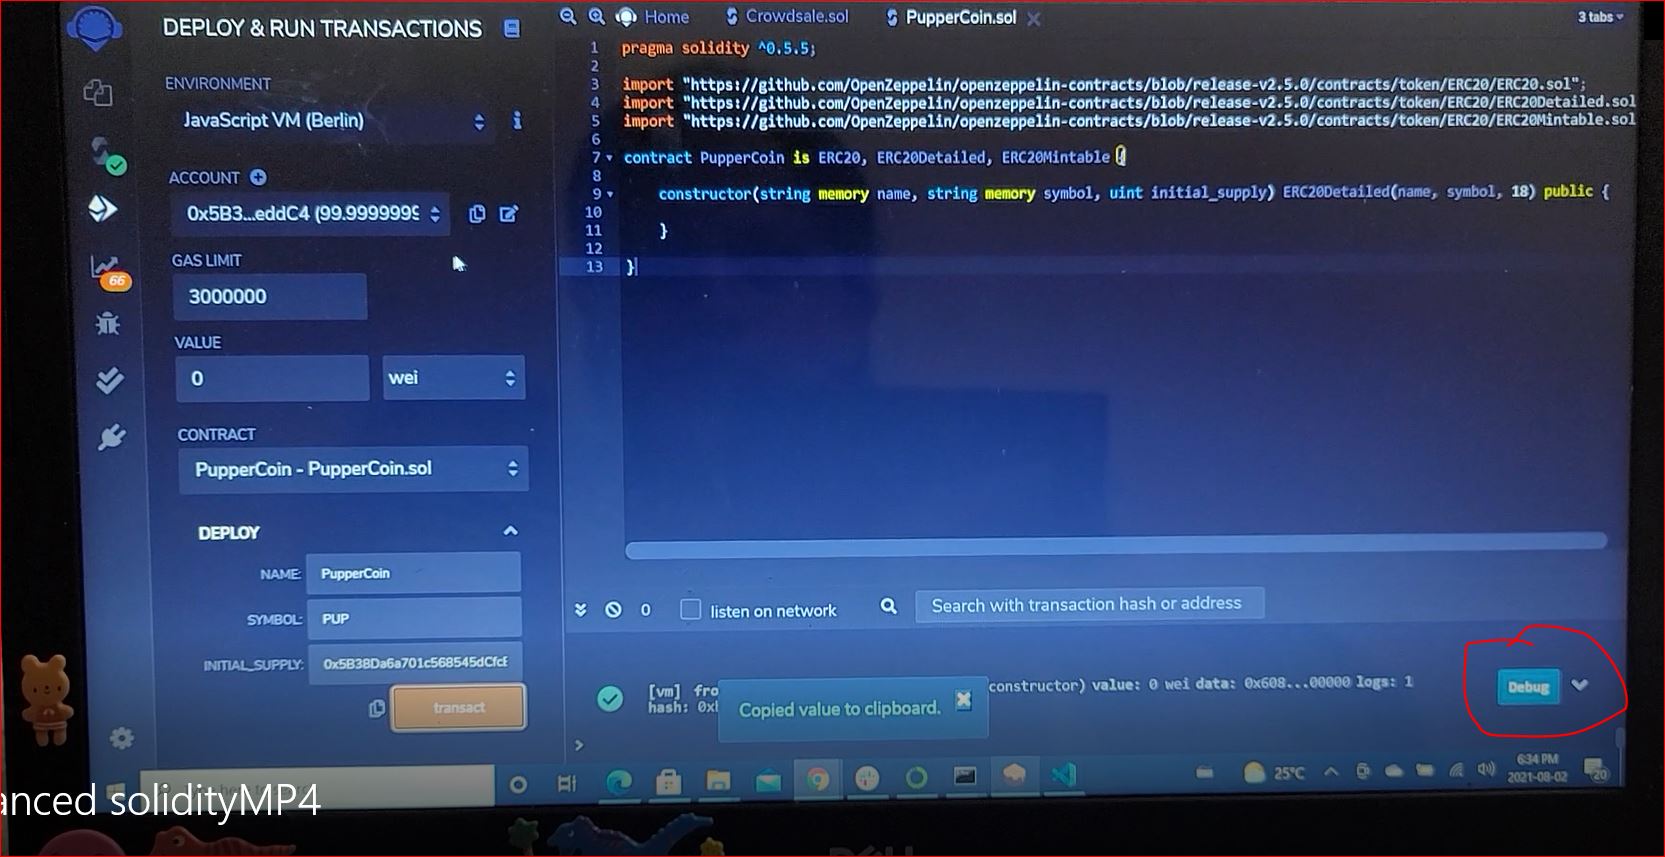 DEPLOY & RUN TRANSACTIONS
ENVIRONMENT
JavaScript VM (Berlin)
ACCOUNT
0x5B3...eddC4 (99.9999999
GAS LIMIT
3000000
66
VALUE
0
wei
CONTRACT
PupperCoin - PupperCoin.sol
DEPLOY
NAME: PupperCoin
SYMBOL: PUP
INITIAL_SUPPLY: 0x5B38Da6a701c568545dCfcB
transact
Home Crowdsale.sol PupperCoin.sol 3 tabs
1 pragma solidity ^0.5.5;
2
3 import "https://github.com/OpenZeppelin/openzeppelin-contracts/blob/release-v2.5.0/contracts/token/ERC20/ERC20.sol";
4 import "https://github.com/OpenZeppelin/openzeppelin-contracts/blob/release-v2.5.0/contracts/token/ERC20/ERC20Detailed.sol
5 import "https://github.com/OpenZeppelin/openzeppelin-contracts/blob/release-v2.5.0/contracts/token/ERC20/ERC20Mintable.sol
6
7 contract PupperCoin is ERC20, ERC20Detailed, ERC20Mintable {
8
9 constructor(string memory name, string memory symbol, uint initial_supply) ERC20Detailed(name, symbol, 18) public {
10
11 }
12
13 }
0 listen on network Search with transaction hash or address
[vm] fro constructor) value: 0 wei data: 0x608...00000 logs: 1
hash: 0xb
Copied value to clipboard.
Debug
>
25°C
6:34 PM
2021-08-02
20
anced solidityMP4